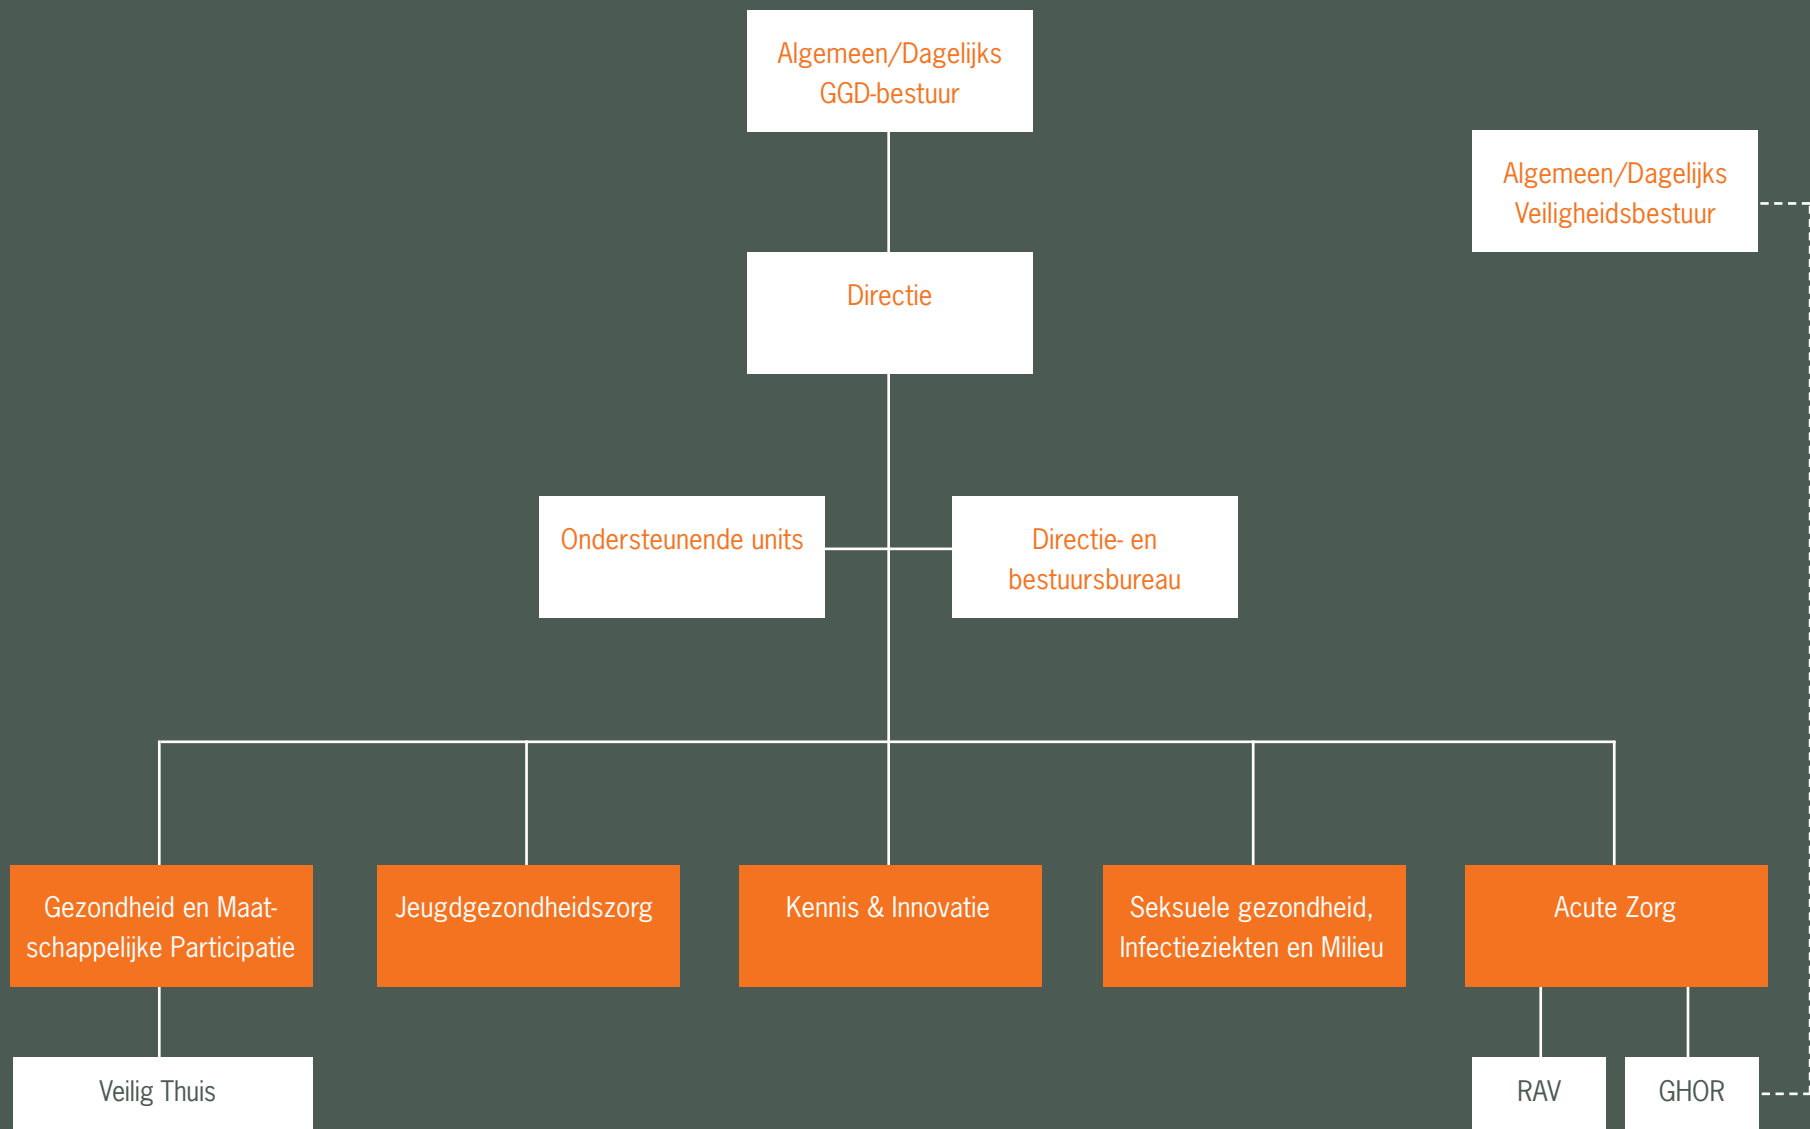 Algemeen/Dagelijks
GGD-bestuur
Algemeen/Dagelijks
Veiligheidsbestuur
Directie
Ondersteunende units
Directie- en
bestuursbureau
Gezondheid en Maat-
schappelijke Participatie
Jeugdgezondheidszorg
Kennis & Innovatie
Seksuele gezondheid,
Infectieziekten en Milieu
Acute Zorg
Veilig Thuis
RAV
GHOR